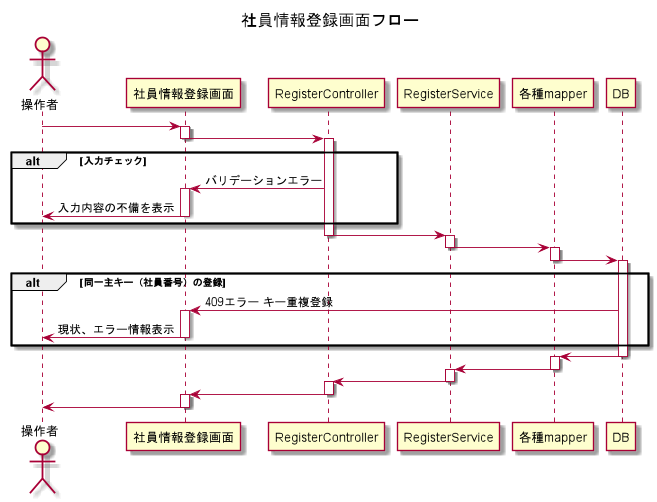 社員情報登録画面フロー
操作者
社員情報登録画面
RegisterController
RegisterService
各種mapper
DB
alt
[入力チェック]
バリデーションエラー
入力内容の不備を表示
alt
[同一主キー（社員番号）の登録]
409エラー キー重複登録
現状、エラー情報表示
操作者
社員情報登録画面
RegisterController
RegisterService
各種mapper
DB